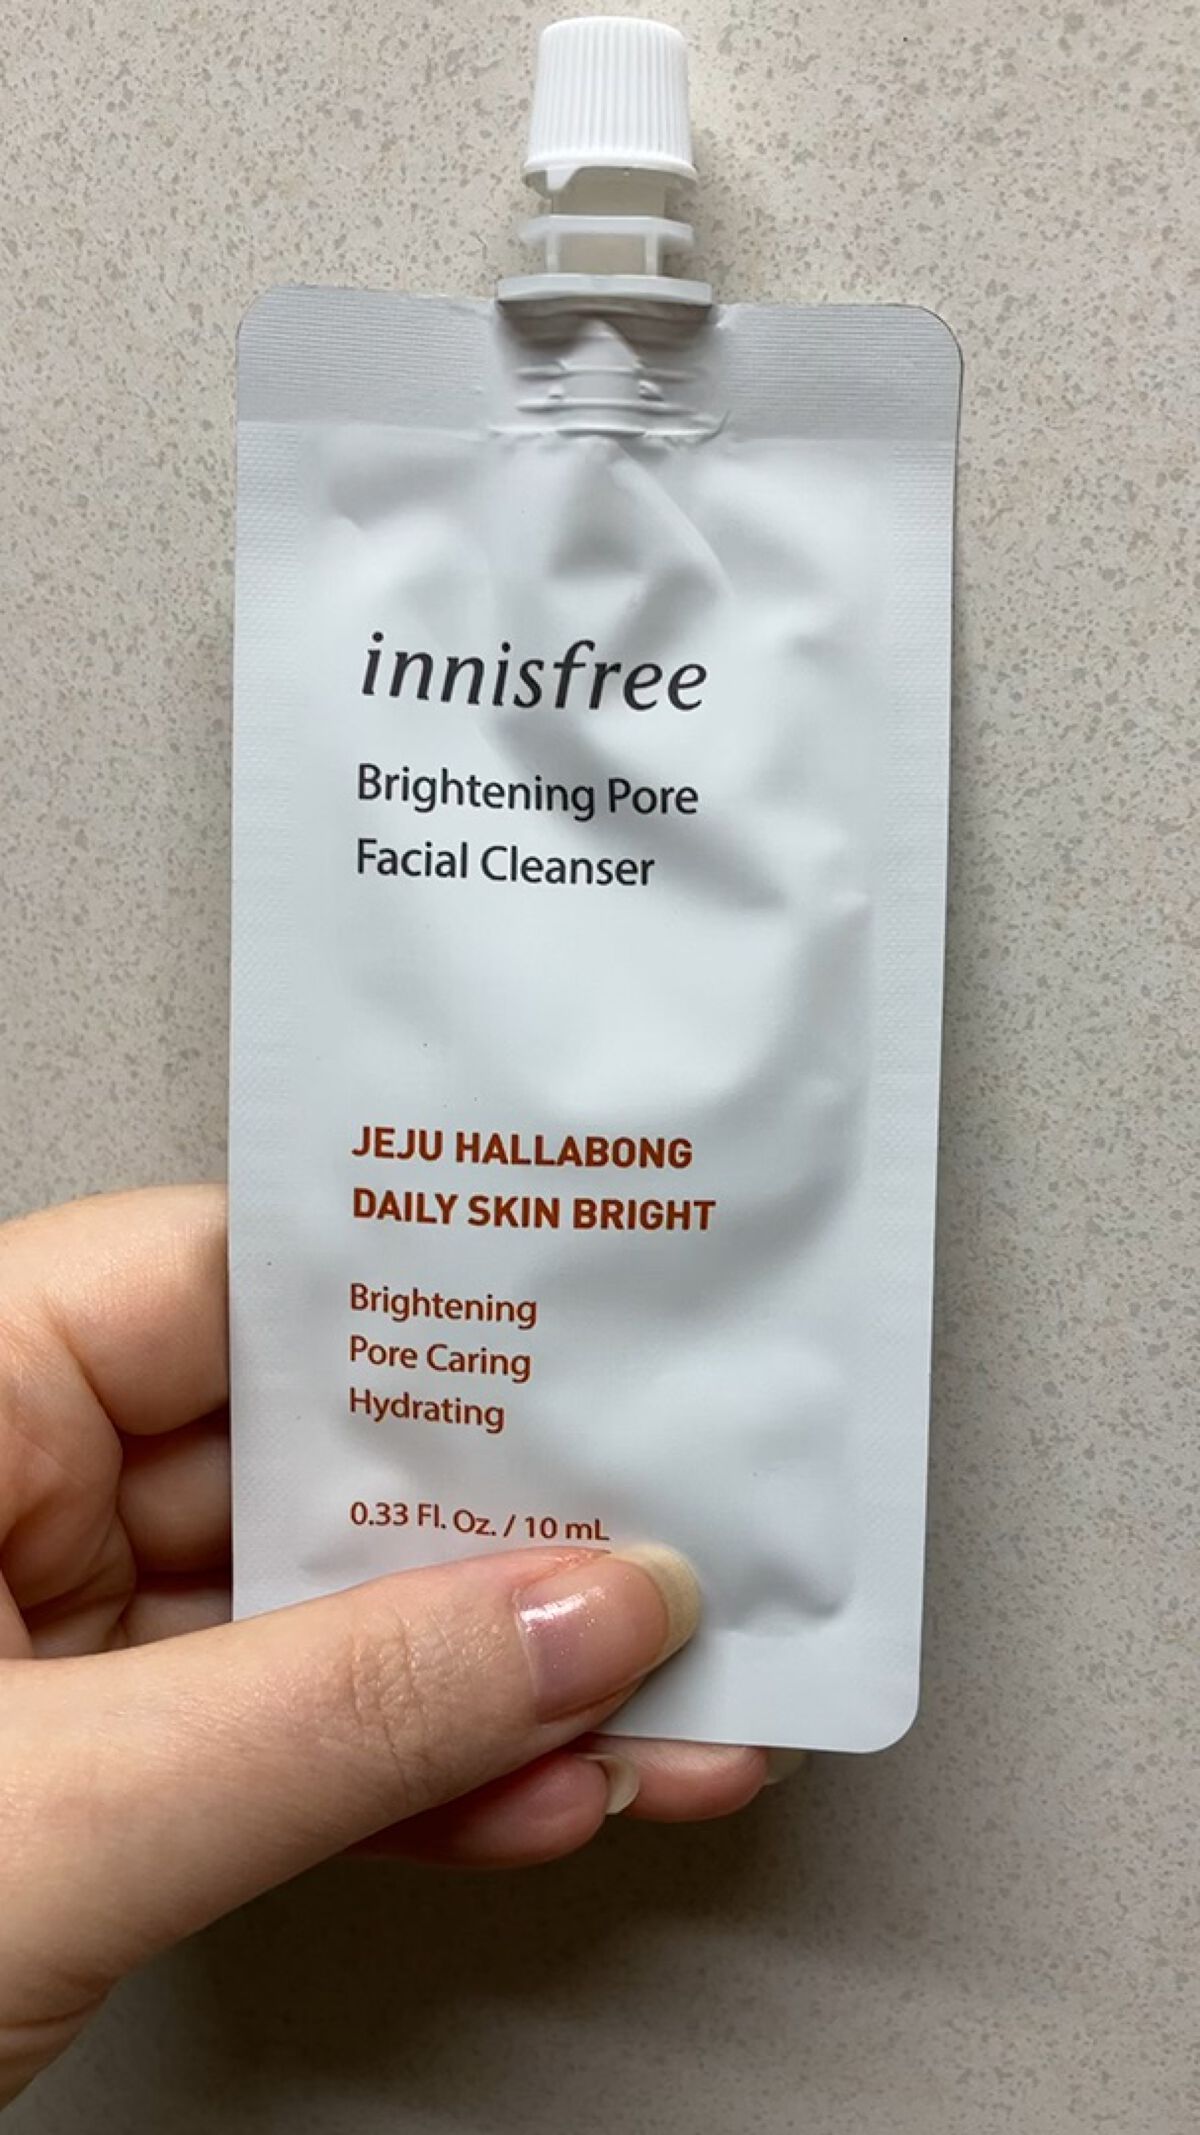 innisfree
Brightening Pore
Facial Cleanser
JEJU HALLABONG
DAILY SKIN BRIGHT
Brightening
Pore Caring
Hydrating
0.33 Fl. Oz. / 10 mL